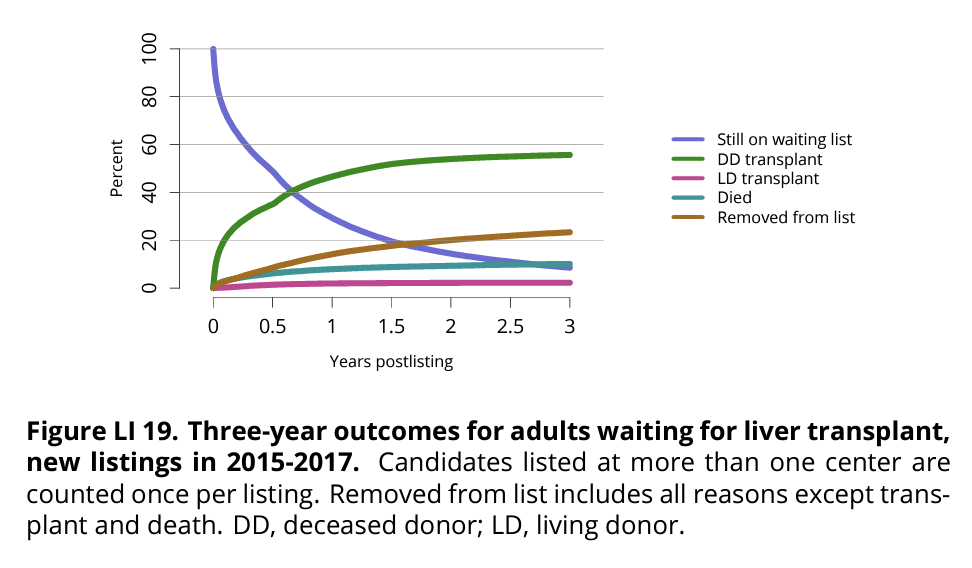 100
80
60
40
20
0
Percent
0 0.5 1 1.5 2 2.5 3
Years postlisting
Still on waiting list
DD transplant
LD transplant
Died
Removed from list
Figure LI 19. Three-year outcomes for adults waiting for liver transplant,
new listings in 2015-2017. Candidates listed at more than one center are
counted once per listing. Removed from list includes all reasons except trans-
plant and death. DD, deceased donor; LD, living donor.